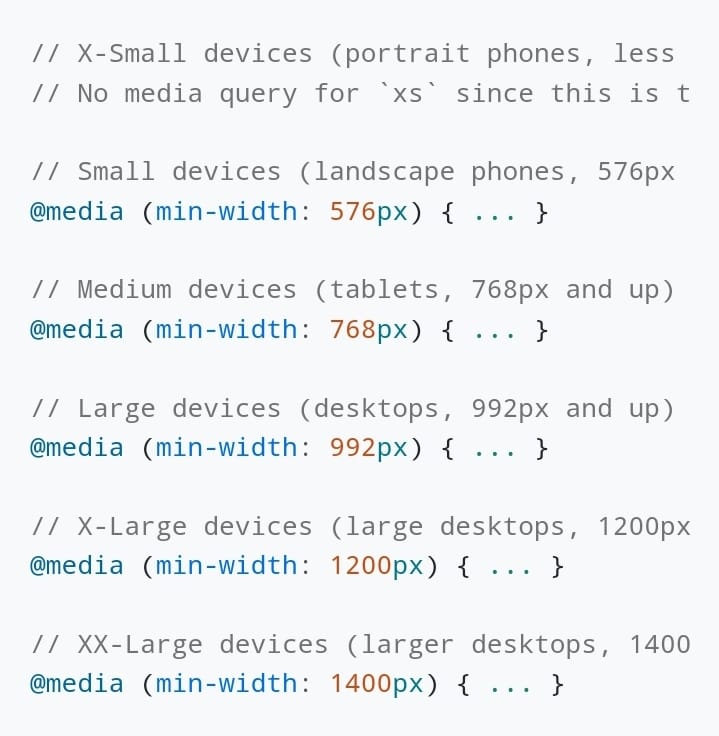 // X-Small devices (portrait phones, less
// No media query for `xs` since this is t
// Small devices (landscape phones, 576px
@media (min-width: 576px) { ... }
// Medium devices (tablets, 768px and up)
@media (min-width: 768px) { ... }
// Large devices (desktops, 992px and up)
@media (min-width: 992px) { ... }
// X-Large devices (large desktops, 1200px
@media (min-width: 1200px) { ... }
// XX-Large devices (larger desktops, 1400
@media (min-width: 1400px) { ... }